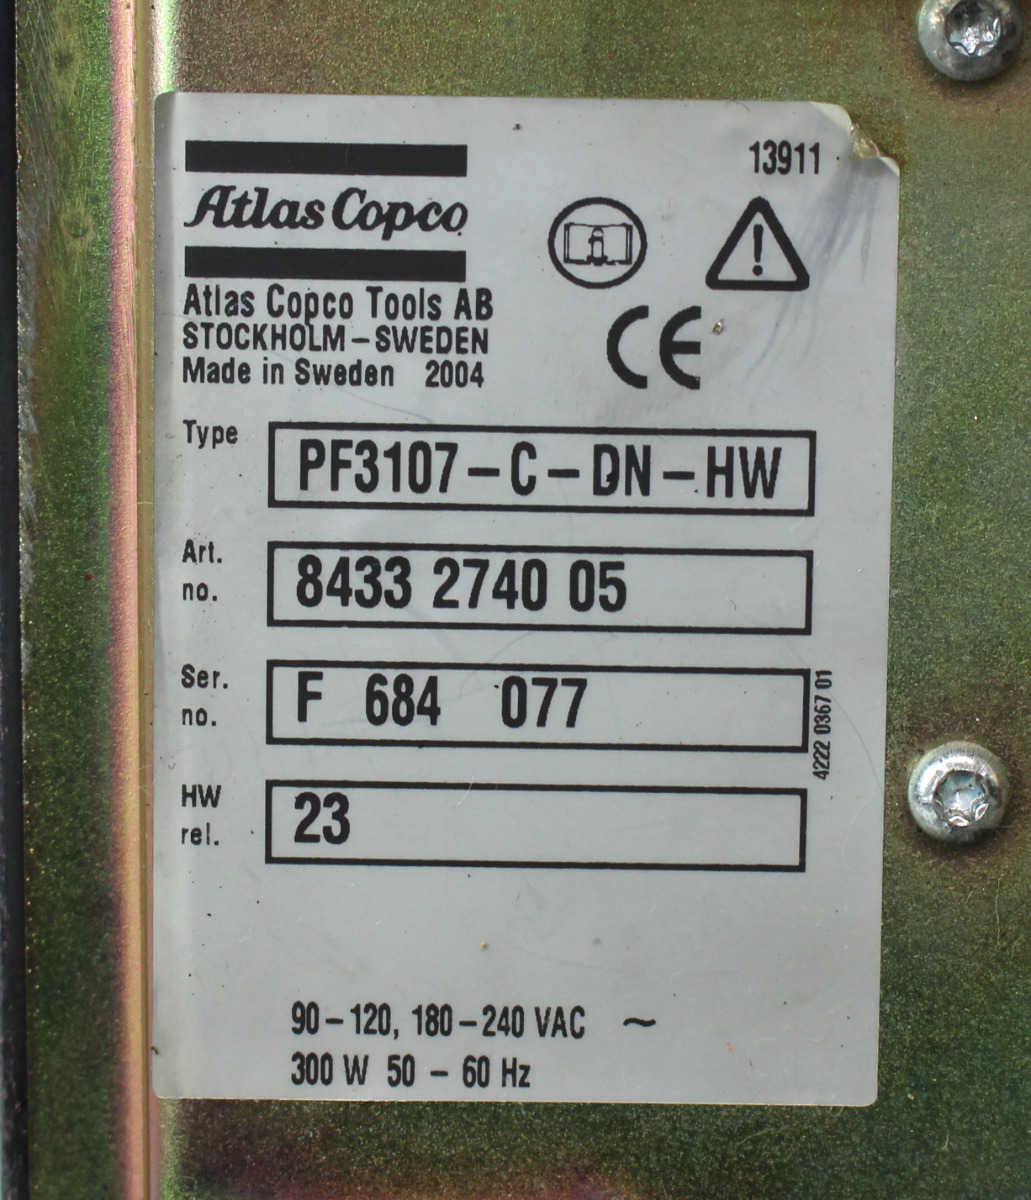 13911
Atlas Copco
Atlas Copco Tools AB
STOCKHOLM – SWEDEN
Made in Sweden 2004
CE
Type PF3107 – C – DN – HW
Art. no. 8433 2740 05
Ser. no. F 684 077
4222 0367 01
HW rel. 23
90 – 120, 180 – 240 VAC ~
300 W 50 – 60 Hz